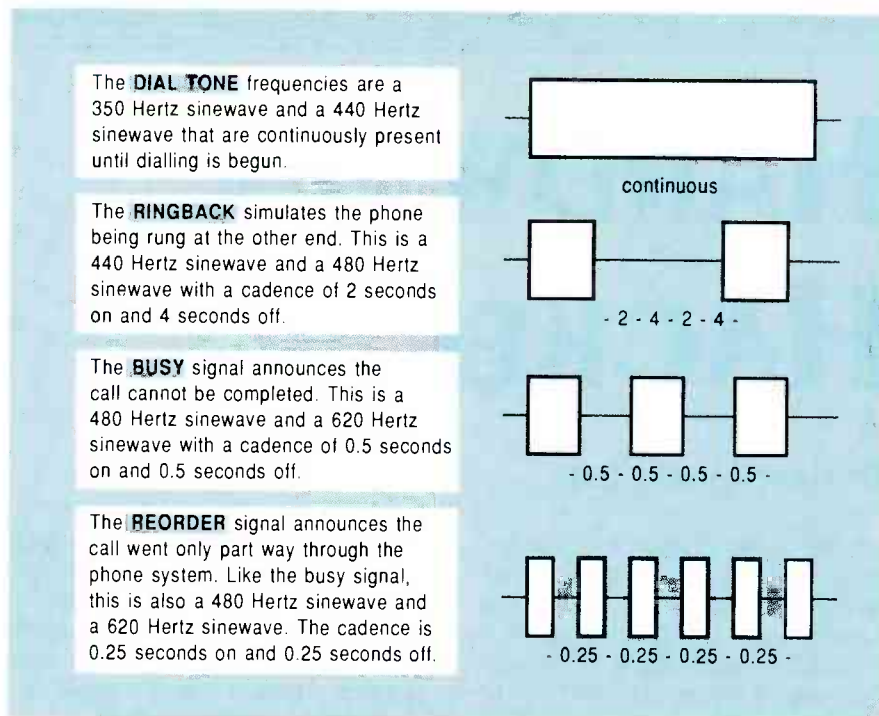 The DIAL TONE frequencies are a
350 Hertz sinewave and a 440 Hertz
sinewave that are continuously present
until dialling is begun.
continuous
The RINGBACK simulates the phone
being rung at the other end. This is a
440 Hertz sinewave and a 480 Hertz
sinewave with a cadence of 2 seconds
on and 4 seconds off.
- 2 - 4 - 2 - 4 -
The BUSY signal announces the
call cannot be completed. This is a
480 Hertz sinewave and a 620 Hertz
sinewave with a cadence of 0.5 seconds
on and 0.5 seconds off.
- 0.5 - 0.5 - 0.5 - 0.5 -
The REORDER signal announces the
call went only part way through the
phone system. Like the busy signal,
this is also a 480 Hertz sinewave and
a 620 Hertz sinewave. The cadence is
0.25 seconds on and 0.25 seconds off.
- 0.25 - 0.25 - 0.25 - 0.25 -